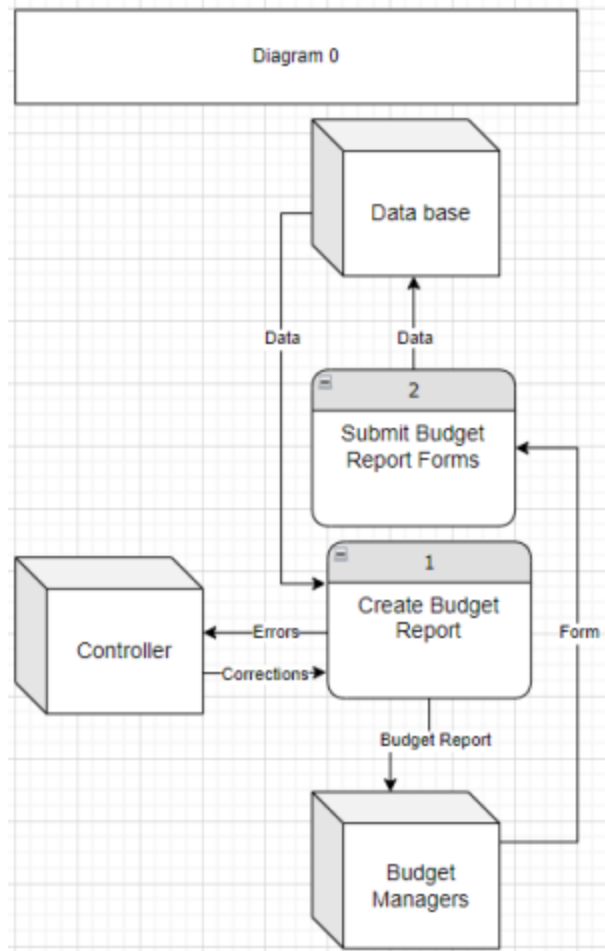 Diagram 0
Data base
Data
Data
2
Submit Budget
Report Forms
1
Create Budget
Report
Errors
Controller
Corrections
Form
Budget Report
Budget
Managers